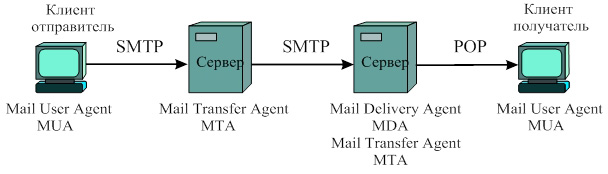 Клиент
отправитель
SMTP
Сервер
SMTP
Сервер
POP
Клиент
получатель
Mail User Agent
MUA
Mail Transfer Agent
MTA
Mail Delivery Agent
MDA
Mail Transfer Agent
MTA
Mail User Agent
MUA